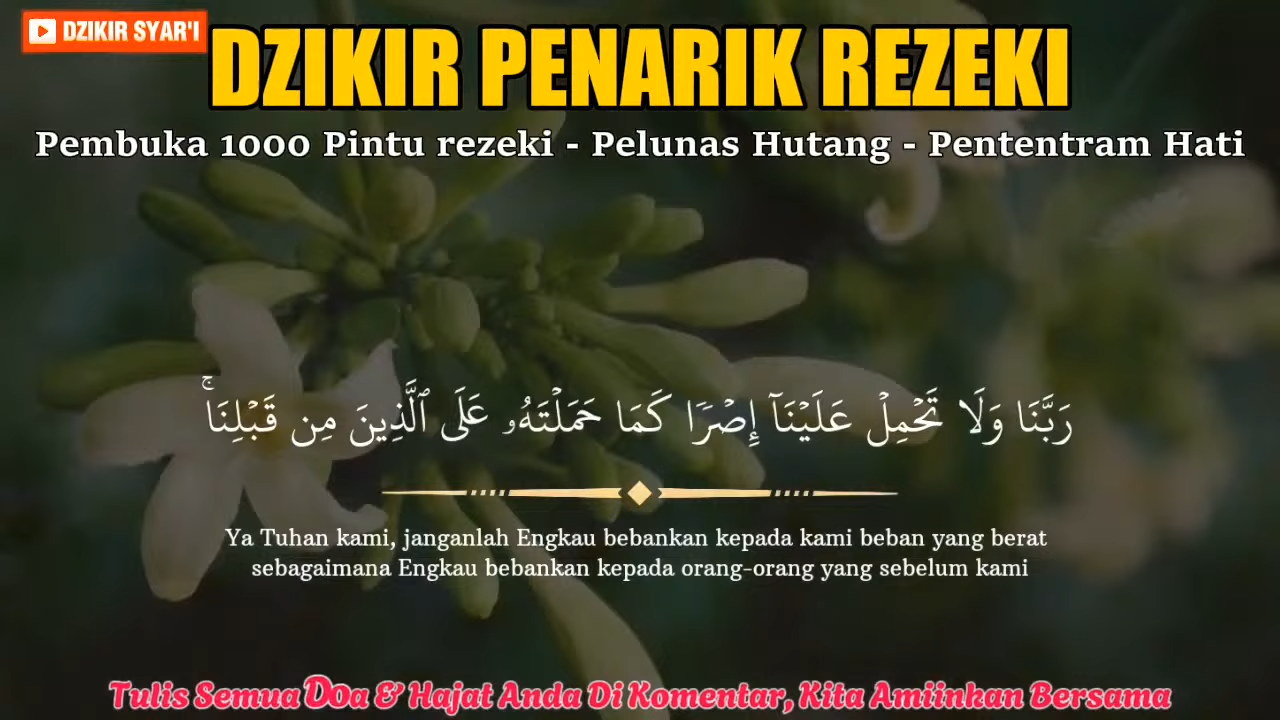 DZIKIR SYAR'I
DZIKIR PENARIK REZEKI
Pembuka 1000 Pintu rezeki - Pelunas Hutang - Pententram Hati
رَبَّنَا وَلَا تَحْمِلْ عَلَيْنَآ إِصْرًا كَمَا حَمَلْتَهُۥ عَلَى ٱلَّذِينَ مِن قَبْلِنَاۚ
Ya Tuhan kami, janganlah Engkau bebankan kepada kami beban yang berat
sebagaimana Engkau bebankan kepada orang-orang yang sebelum kami
Tulis Semua Doa & Hajat Anda Di Komentar, Kita Amiinkan Bersama